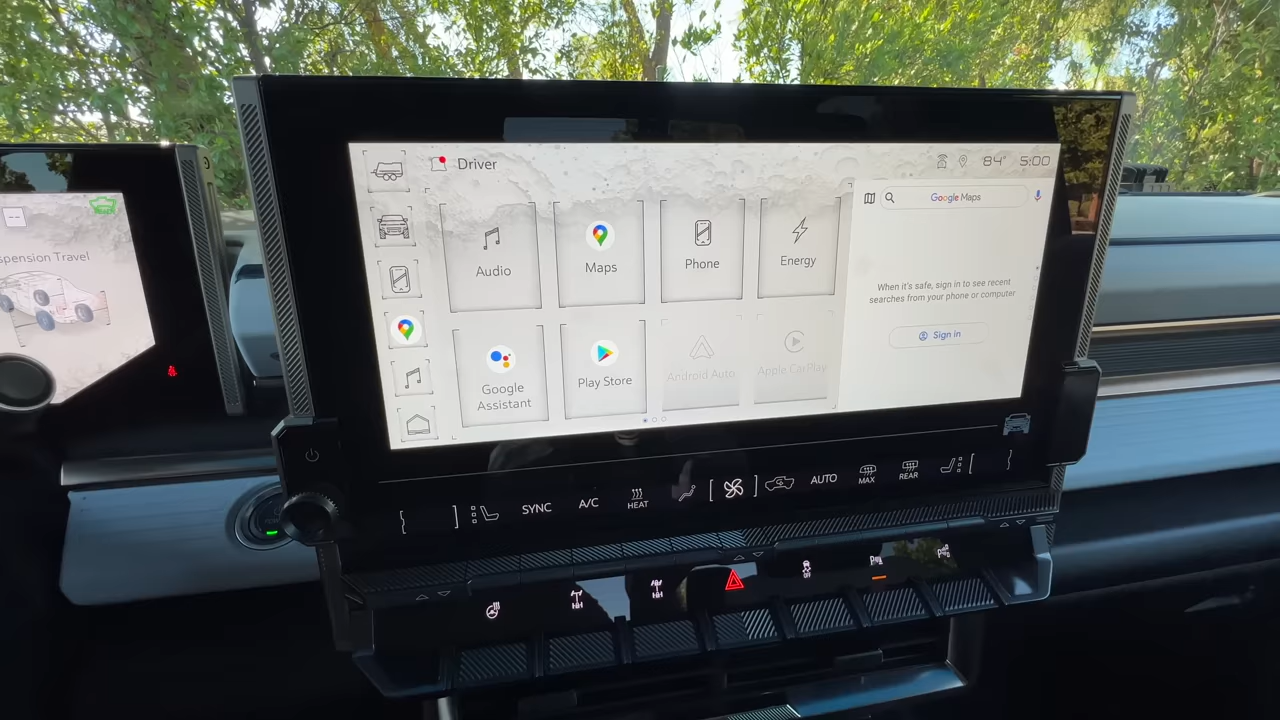 Driver
84°
5:00
Audio
Maps
Phone
Energy
Google Maps
When it's safe, sign in to see recent
searches from your phone or computer
Sign in
Google
Assistant
Play Store
Android Auto
Apple CarPlay
pension Travel
SYNC
A/C
HEAT
AUTO
MAX
REAR
OFF